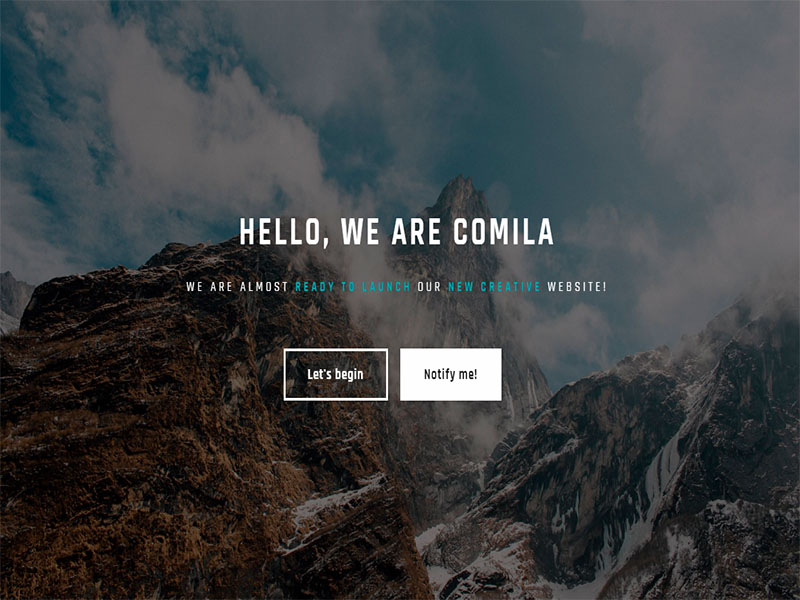 HELLO, WE ARE COMILA
WE ARE ALMOST READY TO LAUNCH OUR NEW CREATIVE WEBSITE!
Let's begin
Notify me!